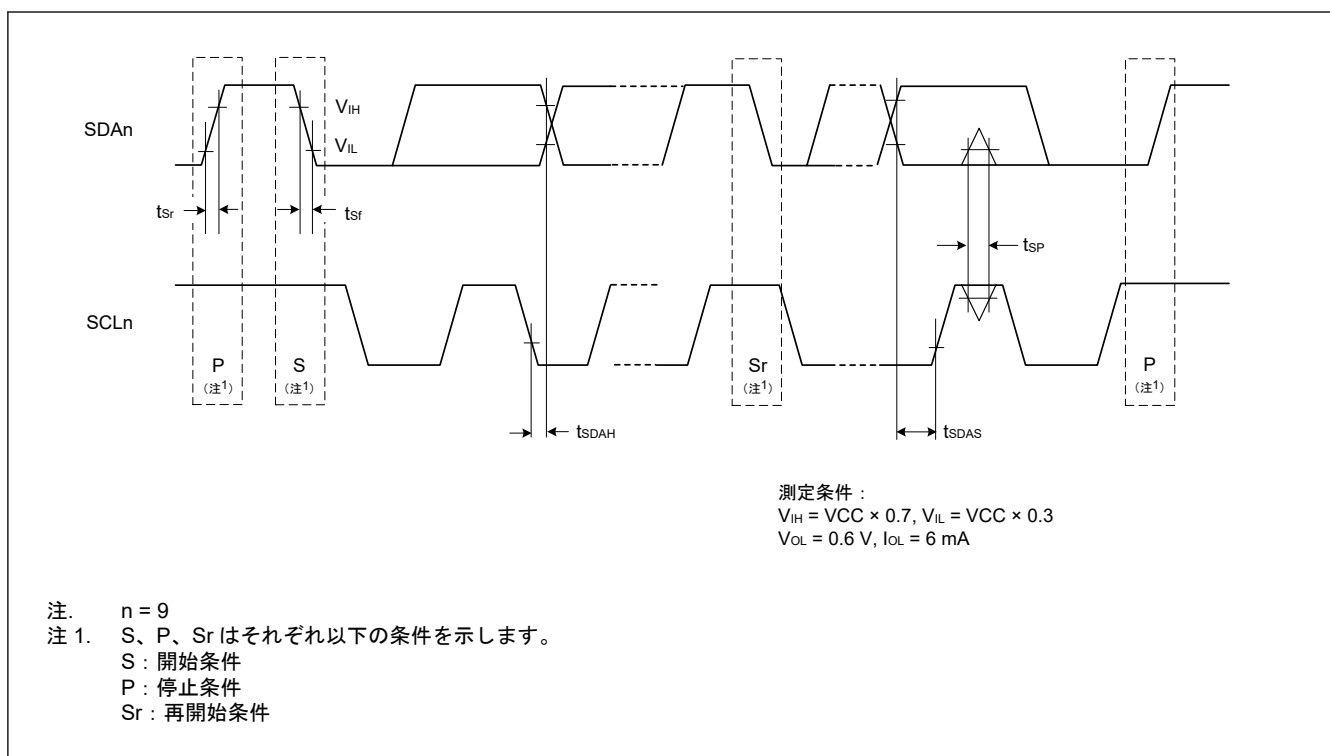 SDAn
VIH
VIL
tSr
tSf
tSP
SCLn
P
（注1）
S
（注1）
Sr
（注1）
P
（注1）
tSDAH
tSDAS
測定条件：
VIH = VCC × 0.7, VIL = VCC × 0.3
VOL = 0.6 V, IOL = 6 mA
注. n = 9
注 1. S、P、Sr はそれぞれ以下の条件を示します。
S：開始条件
P：停止条件
Sr：再開始条件